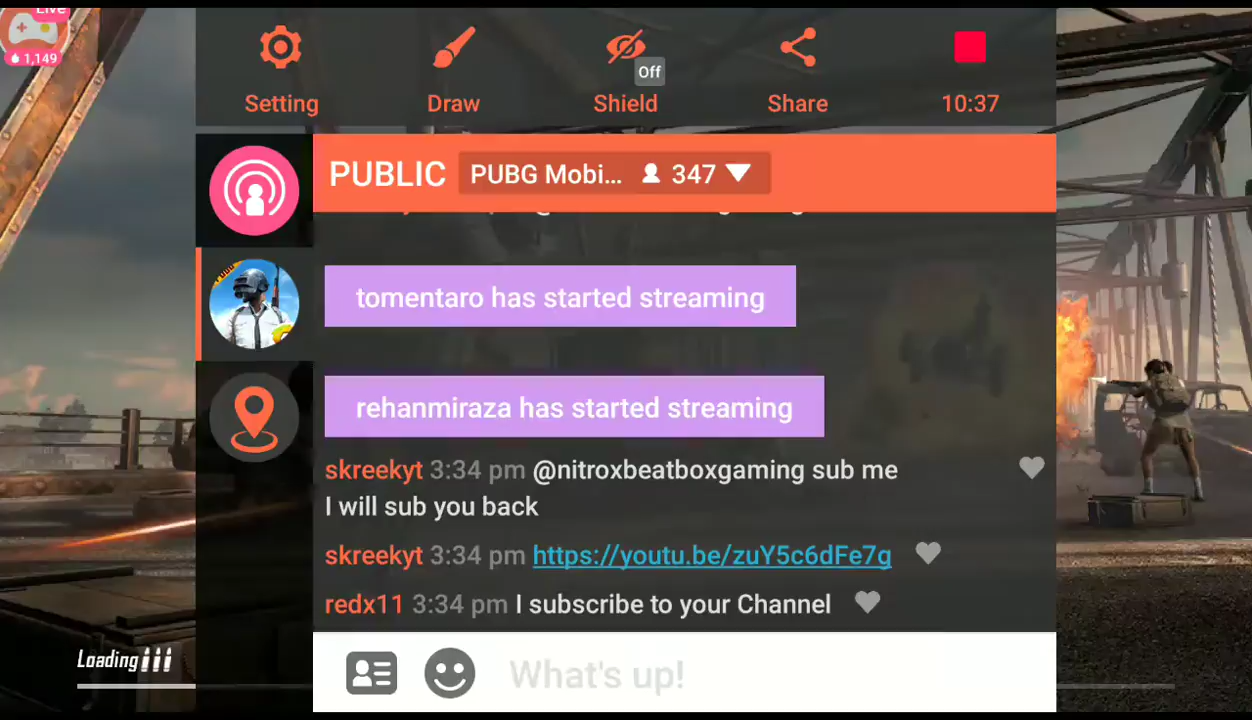 Live
1,149
Setting
Draw
Off
Shield
Share
10:37
PUBLIC
PUBG Mobi... 347
PUBG
tomentaro has started streaming
rehanmiraza has started streaming
skreekyt 3:34 pm @nitroxbeatboxgaming sub me
I will sub you back
skreekyt 3:34 pm https://youtu.be/zuY5c6dFe7g
redx11 3:34 pm I subscribe to your Channel
Loading
What's up!